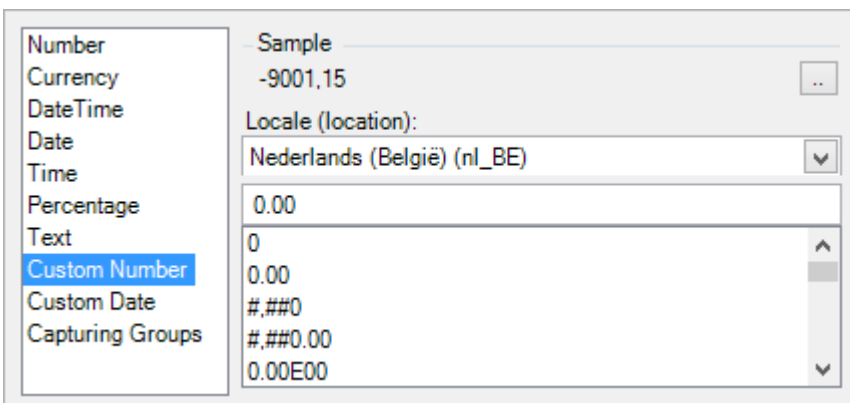 Number
Currency
DateTime
Date
Time
Percentage
Text
Custom Number
Custom Date
Capturing Groups
Sample
-9001,15
..
Locale (location):
Nederlands (België) (nl_BE)
0.00
0
0.00
#,##0
#,##0.00
0.00E00